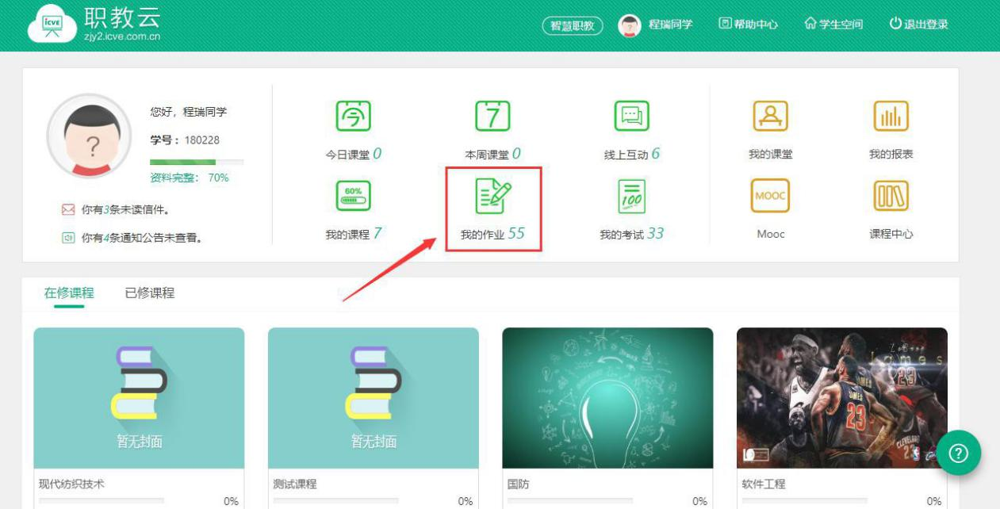 icve
职教云
zjy2.icve.com.cn
智慧职教
程瑞同学
帮助中心
学生空间
退出登录
您好，程瑞同学
学号：180228
资料完整： 70%
你有3条未读信件。
你有4条通知公告未查看。
今日课堂 0
7
本周课堂 0
线上互动 6
我的课堂
我的报表
60%
我的课程 7
我的作业 55
100
我的考试 33
MOOC
Mooc
课程中心
在修课程
已修课程
暂无封面
暂无封面
LeBron
James
23
JAMES
23
CLEVELAND
23
现代纺织技术
0%
测试课程
0%
国防
0%
软件工程
0%